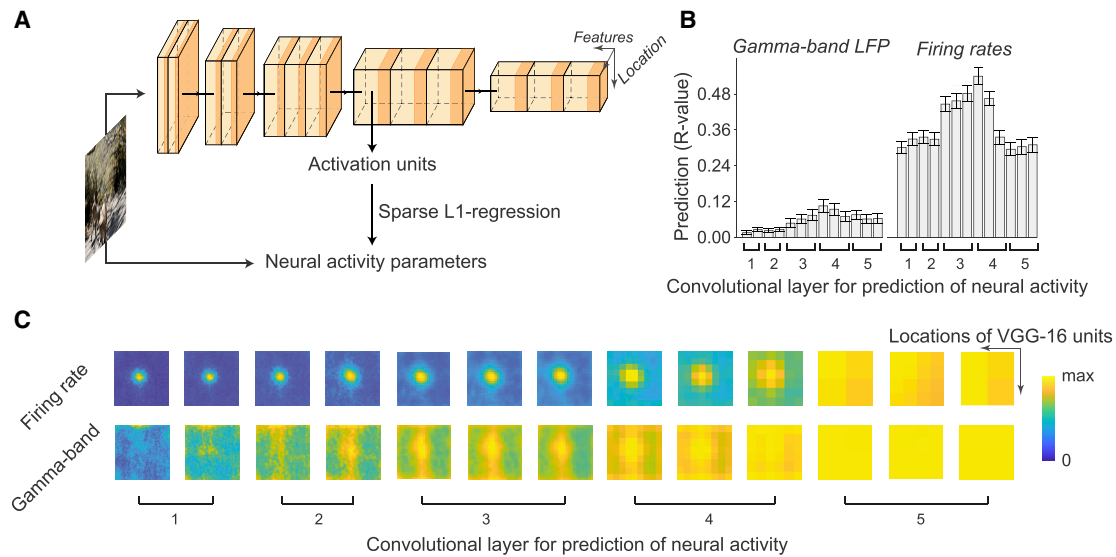 A
Features
Location
Activation units
Sparse L1-regression
Neural activity parameters
B
Gamma-band LFP
Firing rates
Prediction (R-value)
0.48
0.36
0.24
0.12
0.00
1 2 3 4 5 1 2 3 4 5
Convolutional layer for prediction of neural activity
C
Locations of VGG-16 units
Firing rate
Gamma-band
max
0
1 2 3 4 5
Convolutional layer for prediction of neural activity